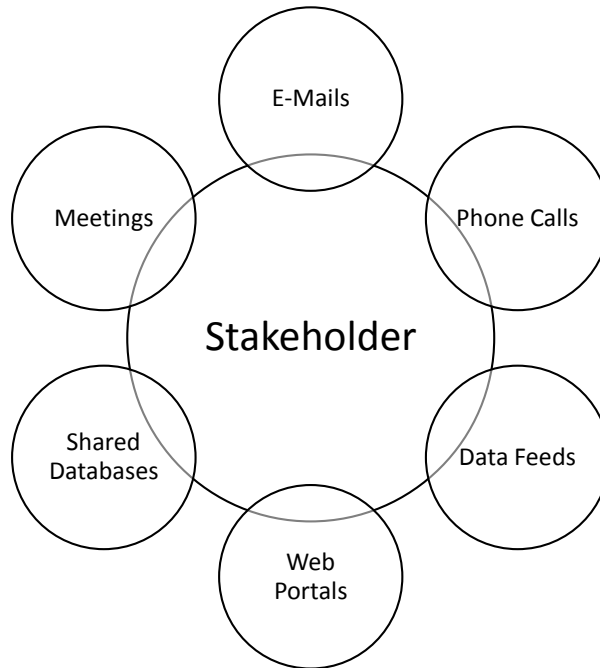 E-Mails
Meetings
Phone Calls
Stakeholder
Shared
Databases
Data Feeds
Web
Portals